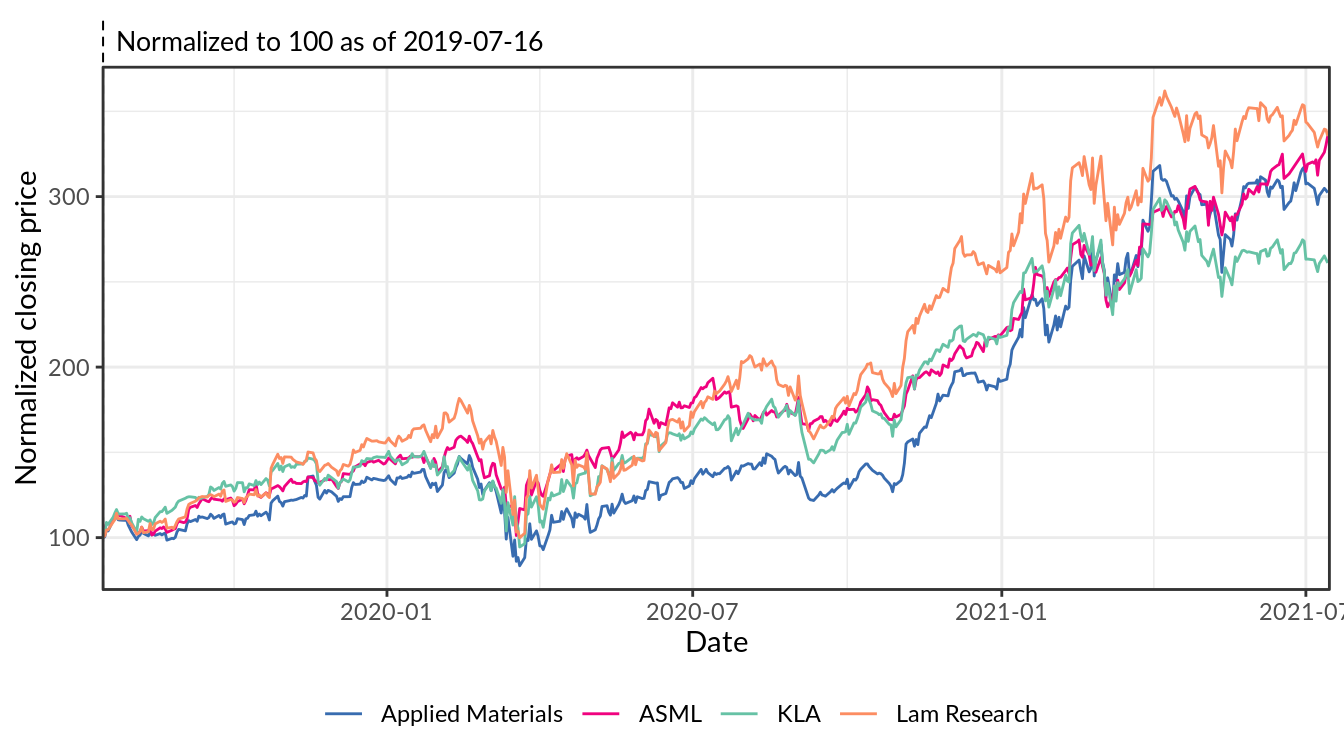 Normalized to 100 as of 2019-07-16
Normalized closing price
300
200
100
2020-01
2020-07
2021-01
2021-07
Date
Applied Materials
ASML
KLA
Lam Research